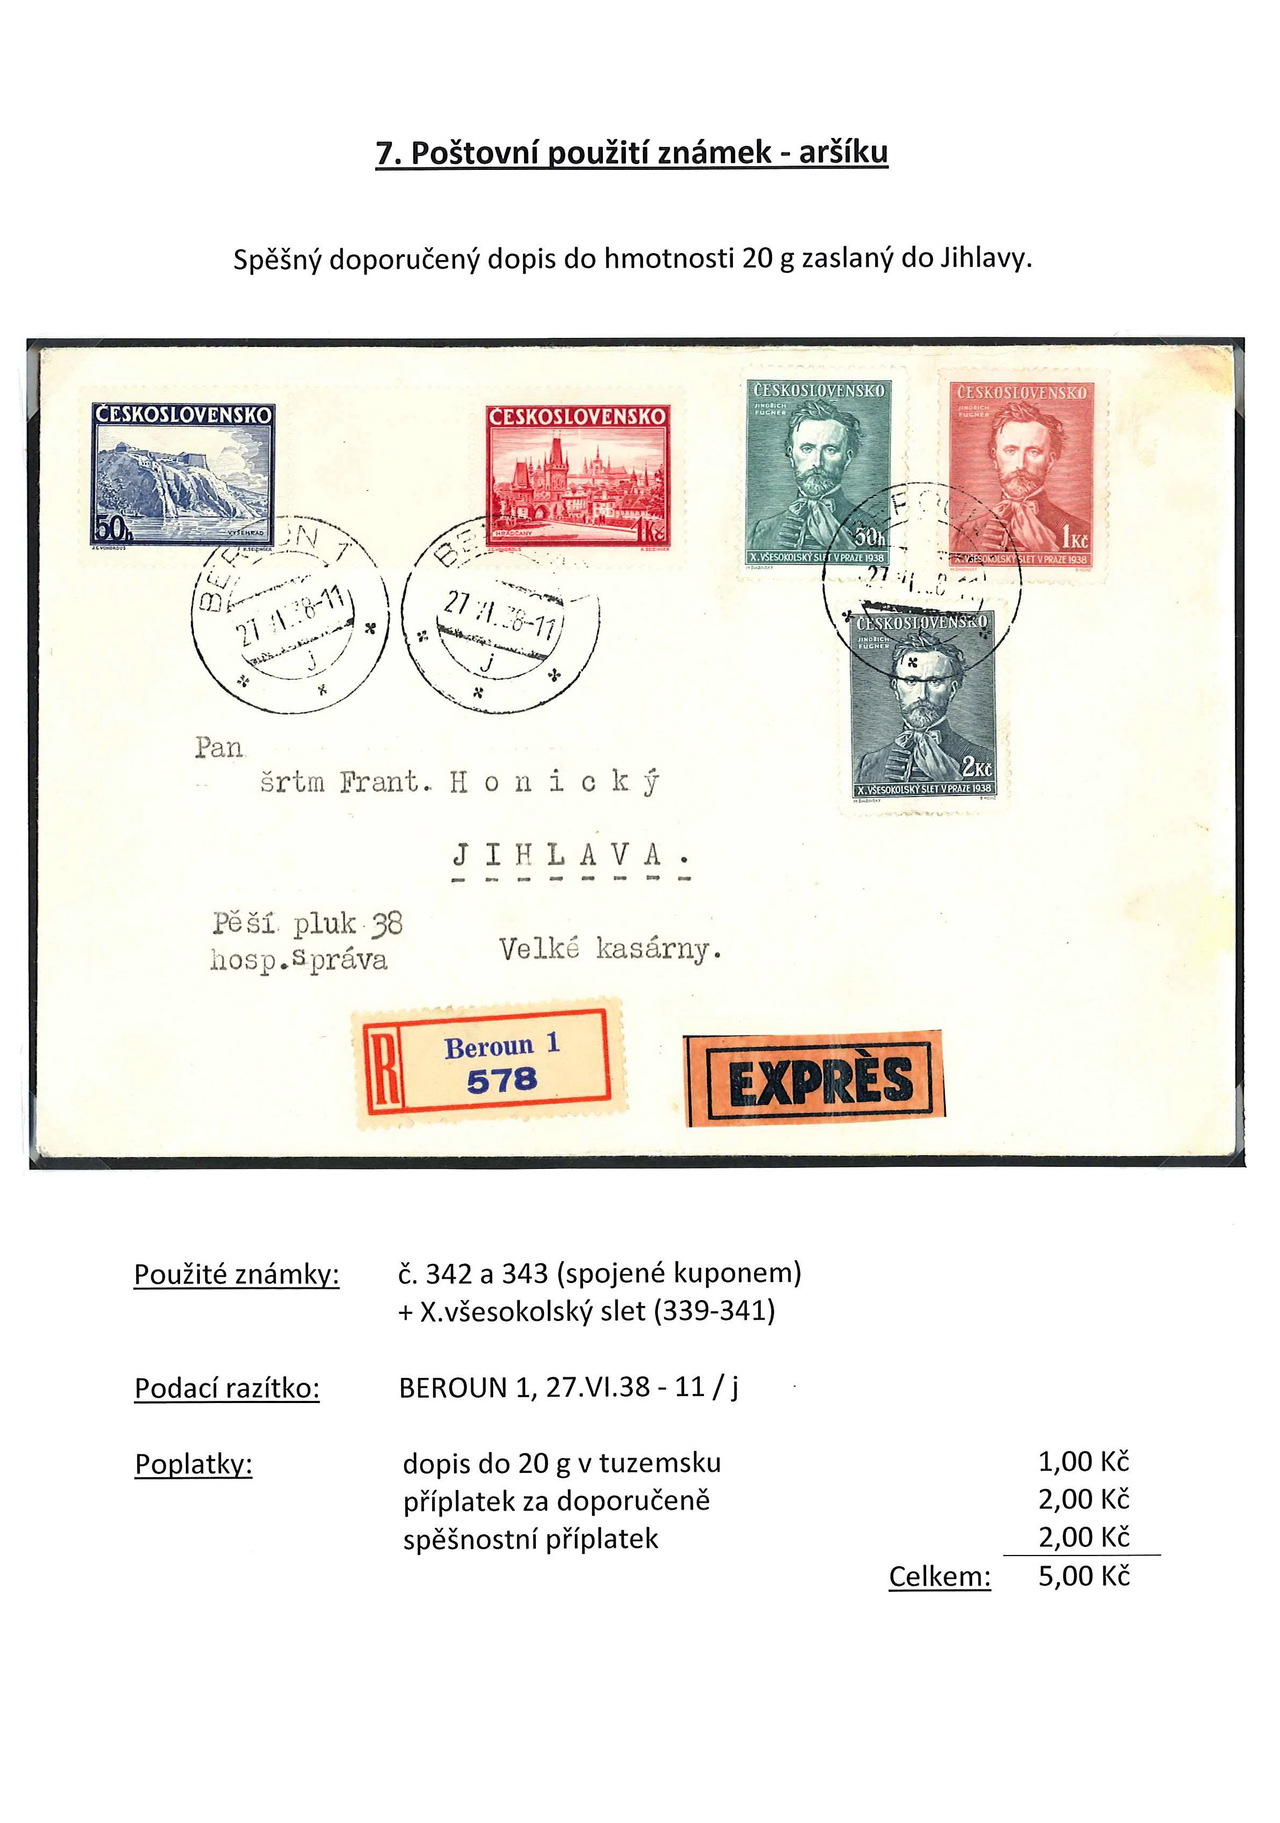 7. Poštovní použití známek - aršíku
Spěšný doporučený dopis do hmotnosti 20 g zaslaný do Jihlavy.
ČESKOSLOVENSKO
50h
VYŠEHRAD
ČESKOSLOVENSKO
HRADČANY
1Kč
ČESKOSLOVENSKO
JINDŘICH
FÜGNER
50h
X. VŠESOKOLSKÝ SLET V PRAZE 1938
ČESKOSLOVENSKO
JINDŘICH
FÜGNER
1Kč
X. VŠESOKOLSKÝ SLET V PRAZE 1938
ČESKOSLOVENSKO
JINDŘICH
FÜGNER
2Kč
X. VŠESOKOLSKÝ SLET V PRAZE 1938
BEROUN 1
27 VI. 38-11
j
27 VI. 38-11
j
Pan
šrtm Frant. Honický
JIHLAVA.
Pěší pluk 38
hosp.správa
Velké kasárny.
R
Beroun 1
578
EXPRÈS
Použité známky: č. 342 a 343 (spojené kuponem)
+ X.všesokolský slet (339-341)
Podací razítko: BEROUN 1, 27.VI.38 - 11 / j
Poplatky: dopis do 20 g v tuzemsku 1,00 Kč
příplatek za doporučeně 2,00 Kč
spěšnostní příplatek 2,00 Kč
Celkem: 5,00 Kč